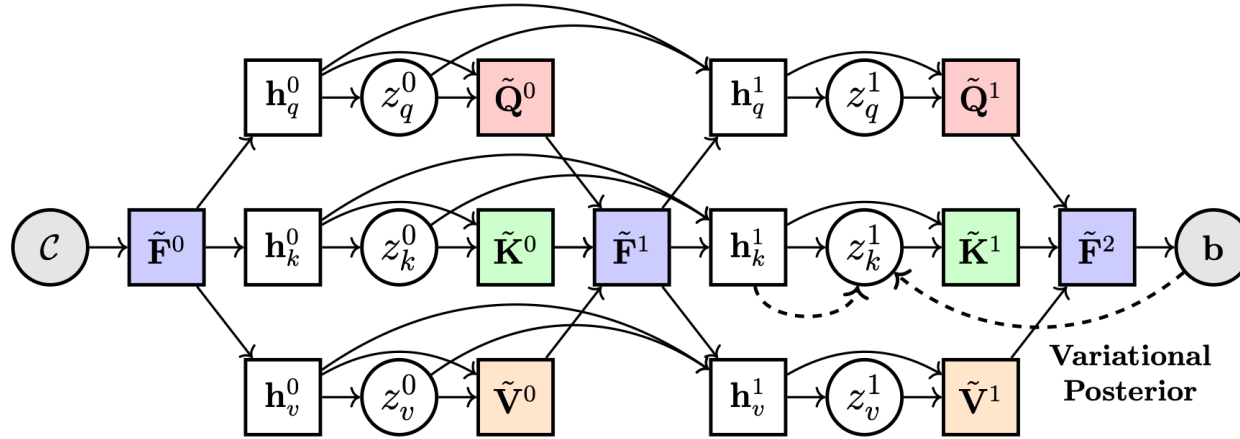 h_q^0 z_q^0 Q̃^0 h_q^1 z_q^1 Q̃^1
C F̃^0 h_k^0 z_k^0 K̃^0 F̃^1 h_k^1 z_k^1 K̃^1 F̃^2 b
h_v^0 z_v^0 Ṽ^0 h_v^1 z_v^1 Ṽ^1
Variational
Posterior